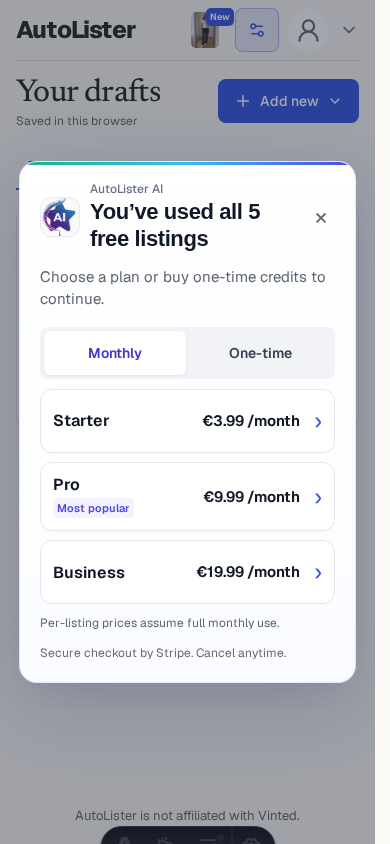 AutoLister
New
Your drafts
Saved in this browser
Add new
AutoLister AI
AI
You’ve used all 5
free listings
Choose a plan or buy one-time credits to
continue.
Monthly
One-time
Starter
€3.99 /month
Pro
Most popular
€9.99 /month
Business
€19.99 /month
Per-listing prices assume full monthly use.
Secure checkout by Stripe. Cancel anytime.
AutoLister is not affiliated with Vinted.